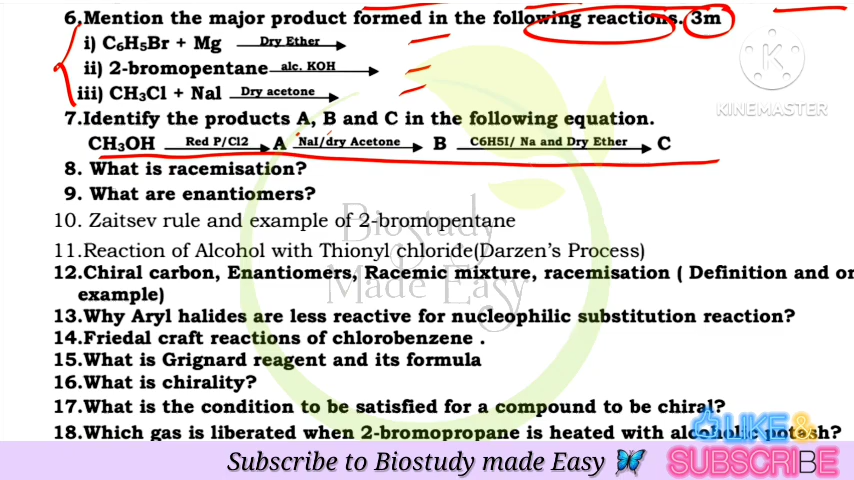 6.Mention the major product formed in the following reactions. 3m
i) C₆H₅Br + Mg Dry Ether
ii) 2-bromopentane alc. KOH
iii) CH₃Cl + NaI Dry acetone
KINEMASTER
7.Identify the products A, B and C in the following equation.
CH₃OH Red P/Cl2 A NaI/dry Acetone B C6H5I/ Na and Dry Ether C
8. What is racemisation?
9. What are enantiomers?
10. Zaitsev rule and example of 2-bromopentane
11.Reaction of Alcohol with Thionyl chloride(Darzen's Process)
12.Chiral carbon, Enantiomers, Racemic mixture, racemisation ( Definition and or
example)
Biostudy
Made Easy
13.Why Aryl halides are less reactive for nucleophilic substitution reaction?
14.Friedal craft reactions of chlorobenzene .
15.What is Grignard reagent and its formula
16.What is chirality?
17.What is the condition to be satisfied for a compound to be chiral?
18.Which gas is liberated when 2-bromopropane is heated with alcoholic potash?
LIKE &
SUBSCRIBE
Subscribe to Biostudy made Easy